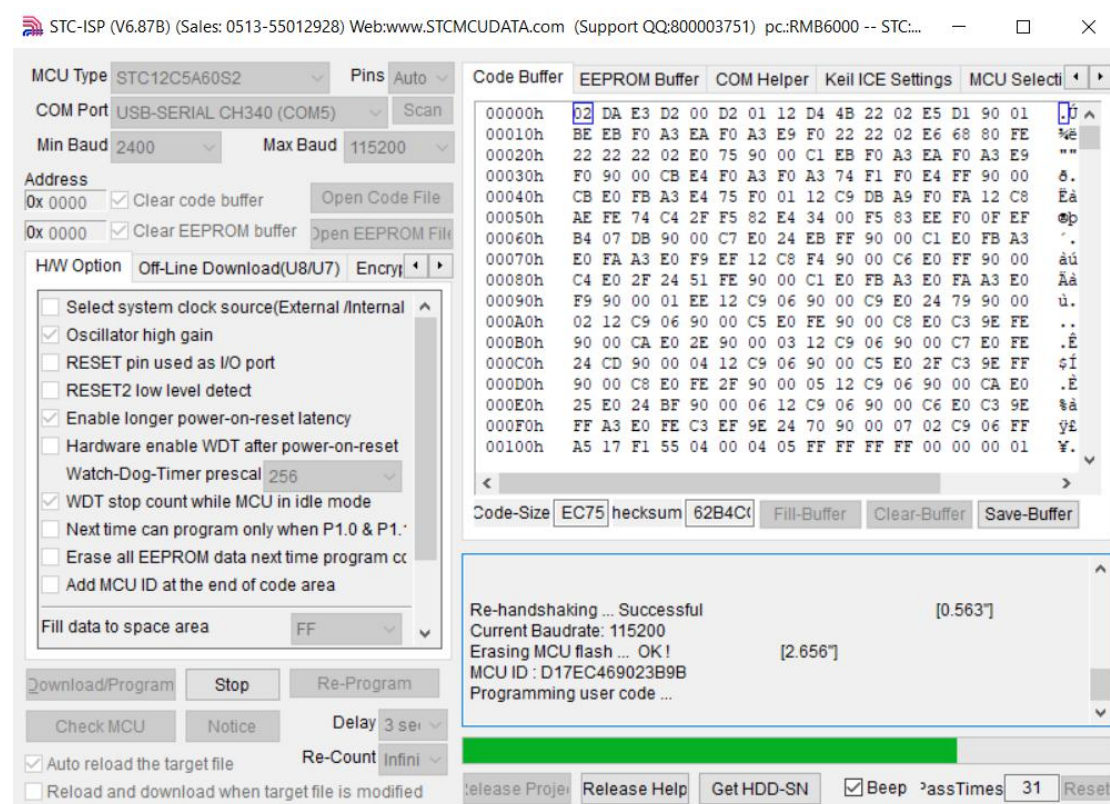 STC-ISP (V6.87B) (Sales: 0513-55012928) Web:www.STCMCUDATA.com (Support QQ:800003751) pc.:RMB6000 -- STC:...
MCU Type STC12C5A60S2 Pins Auto
COM Port USB-SERIAL CH340 (COM5) Scan
Min Baud 2400 Max Baud 115200
Address
0x 0000 Clear code buffer Open Code File
0x 0000 Clear EEPROM buffer Open EEPROM File
H/W Option Off-Line Download(U8/U7) Encry
Select system clock source(External /Internal
Oscillator high gain
RESET pin used as I/O port
RESET2 low level detect
Enable longer power-on-reset latency
Hardware enable WDT after power-on-reset
Watch-Dog-Timer prescal 256
WDT stop count while MCU in idle mode
Next time can program only when P1.0 & P1.
Erase all EEPROM data next time program cc
Add MCU ID at the end of code area
Fill data to space area FF
Download/Program Stop Re-Program
Check MCU Notice Delay 3 sec
Auto reload the target file Re-Count Infini
Reload and download when target file is modified
Code Buffer EEPROM Buffer COM Helper Keil ICE Settings MCU Selecti
00000h 02 DA E3 D2 00 D2 01 12 D4 4B 22 02 E5 D1 90 01 .Ú
00010h BE EB F0 A3 EA F0 A3 E9 F0 22 22 02 E6 68 80 FE ¾ë
00020h 22 22 22 02 E0 75 90 00 C1 EB F0 A3 EA F0 A3 E9 ""
00030h F0 90 00 CB E4 F0 A3 F0 A3 74 F1 F0 E4 FF 90 00 ð.
00040h CB E0 FB A3 E4 75 F0 01 12 C9 DB A9 F0 FA 12 C8 Ëà
00050h AE FE 74 C4 2F F5 82 E4 34 00 F5 83 EE F0 0F EF ®þ
00060h B4 07 DB 90 00 C7 E0 24 EB FF 90 00 C1 E0 FB A3 ´.
00070h E0 FA A3 E0 F9 EF 12 C8 F4 90 00 C6 E0 FF 90 00 àú
00080h C4 E0 2F 24 51 FE 90 00 C1 E0 FB A3 E0 FA A3 E0 Äà
00090h F9 90 00 01 EE 12 C9 06 90 00 C9 E0 24 79 90 00 ù.
000A0h 02 12 C9 06 90 00 C5 E0 FE 90 00 C8 E0 C3 9E FE ..
000B0h 90 00 CA E0 2E 90 00 03 12 C9 06 90 00 C7 E0 FE .Ê
000C0h 24 CD 90 00 04 12 C9 06 90 00 C5 E0 2F C3 9E FF $Í
000D0h 90 00 C8 E0 FE 2F 90 00 05 12 C9 06 90 00 CA E0 .È
000E0h 25 E0 24 BF 90 00 06 12 C9 06 90 00 C6 E0 C3 9E %à
000F0h FF A3 E0 FE C3 EF 9E 24 70 90 00 07 02 C9 06 FF ÿ£
00100h A5 17 F1 55 04 00 04 05 FF FF FF FF 00 00 00 01 ¥.
Code-Size EC75 hecksum 62B4C( Fill-Buffer Clear-Buffer Save-Buffer
Re-handshaking ... Successful [0.563"]
Current Baudrate: 115200
Erasing MCU flash ... OK ! [2.656"]
MCU ID : D17EC469023B9B
Programming user code ...
Release Projec Release Help Get HDD-SN Beep PassTimes 31 Reset